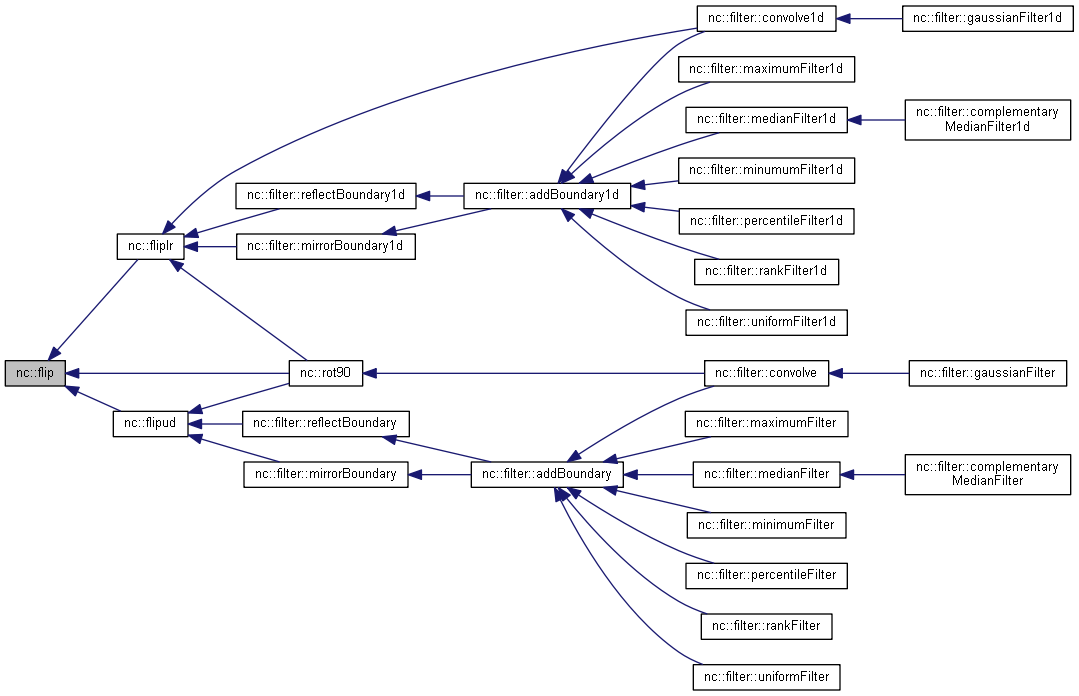 nc::filter::convolve1d
nc::filter::gaussianFilter1d
nc::filter::maximumFilter1d
nc::filter::medianFilter1d
nc::filter::complementary
MedianFilter1d
nc::filter::minumumFilter1d
nc::filter::reflectBoundary1d
nc::filter::addBoundary1d
nc::filter::percentileFilter1d
nc::fliplr
nc::filter::mirrorBoundary1d
nc::filter::rankFilter1d
nc::filter::uniformFilter1d
nc::flip
nc::rot90
nc::filter::convolve
nc::filter::gaussianFilter
nc::flipud
nc::filter::reflectBoundary
nc::filter::maximumFilter
nc::filter::mirrorBoundary
nc::filter::addBoundary
nc::filter::medianFilter
nc::filter::complementary
MedianFilter
nc::filter::minimumFilter
nc::filter::percentileFilter
nc::filter::rankFilter
nc::filter::uniformFilter